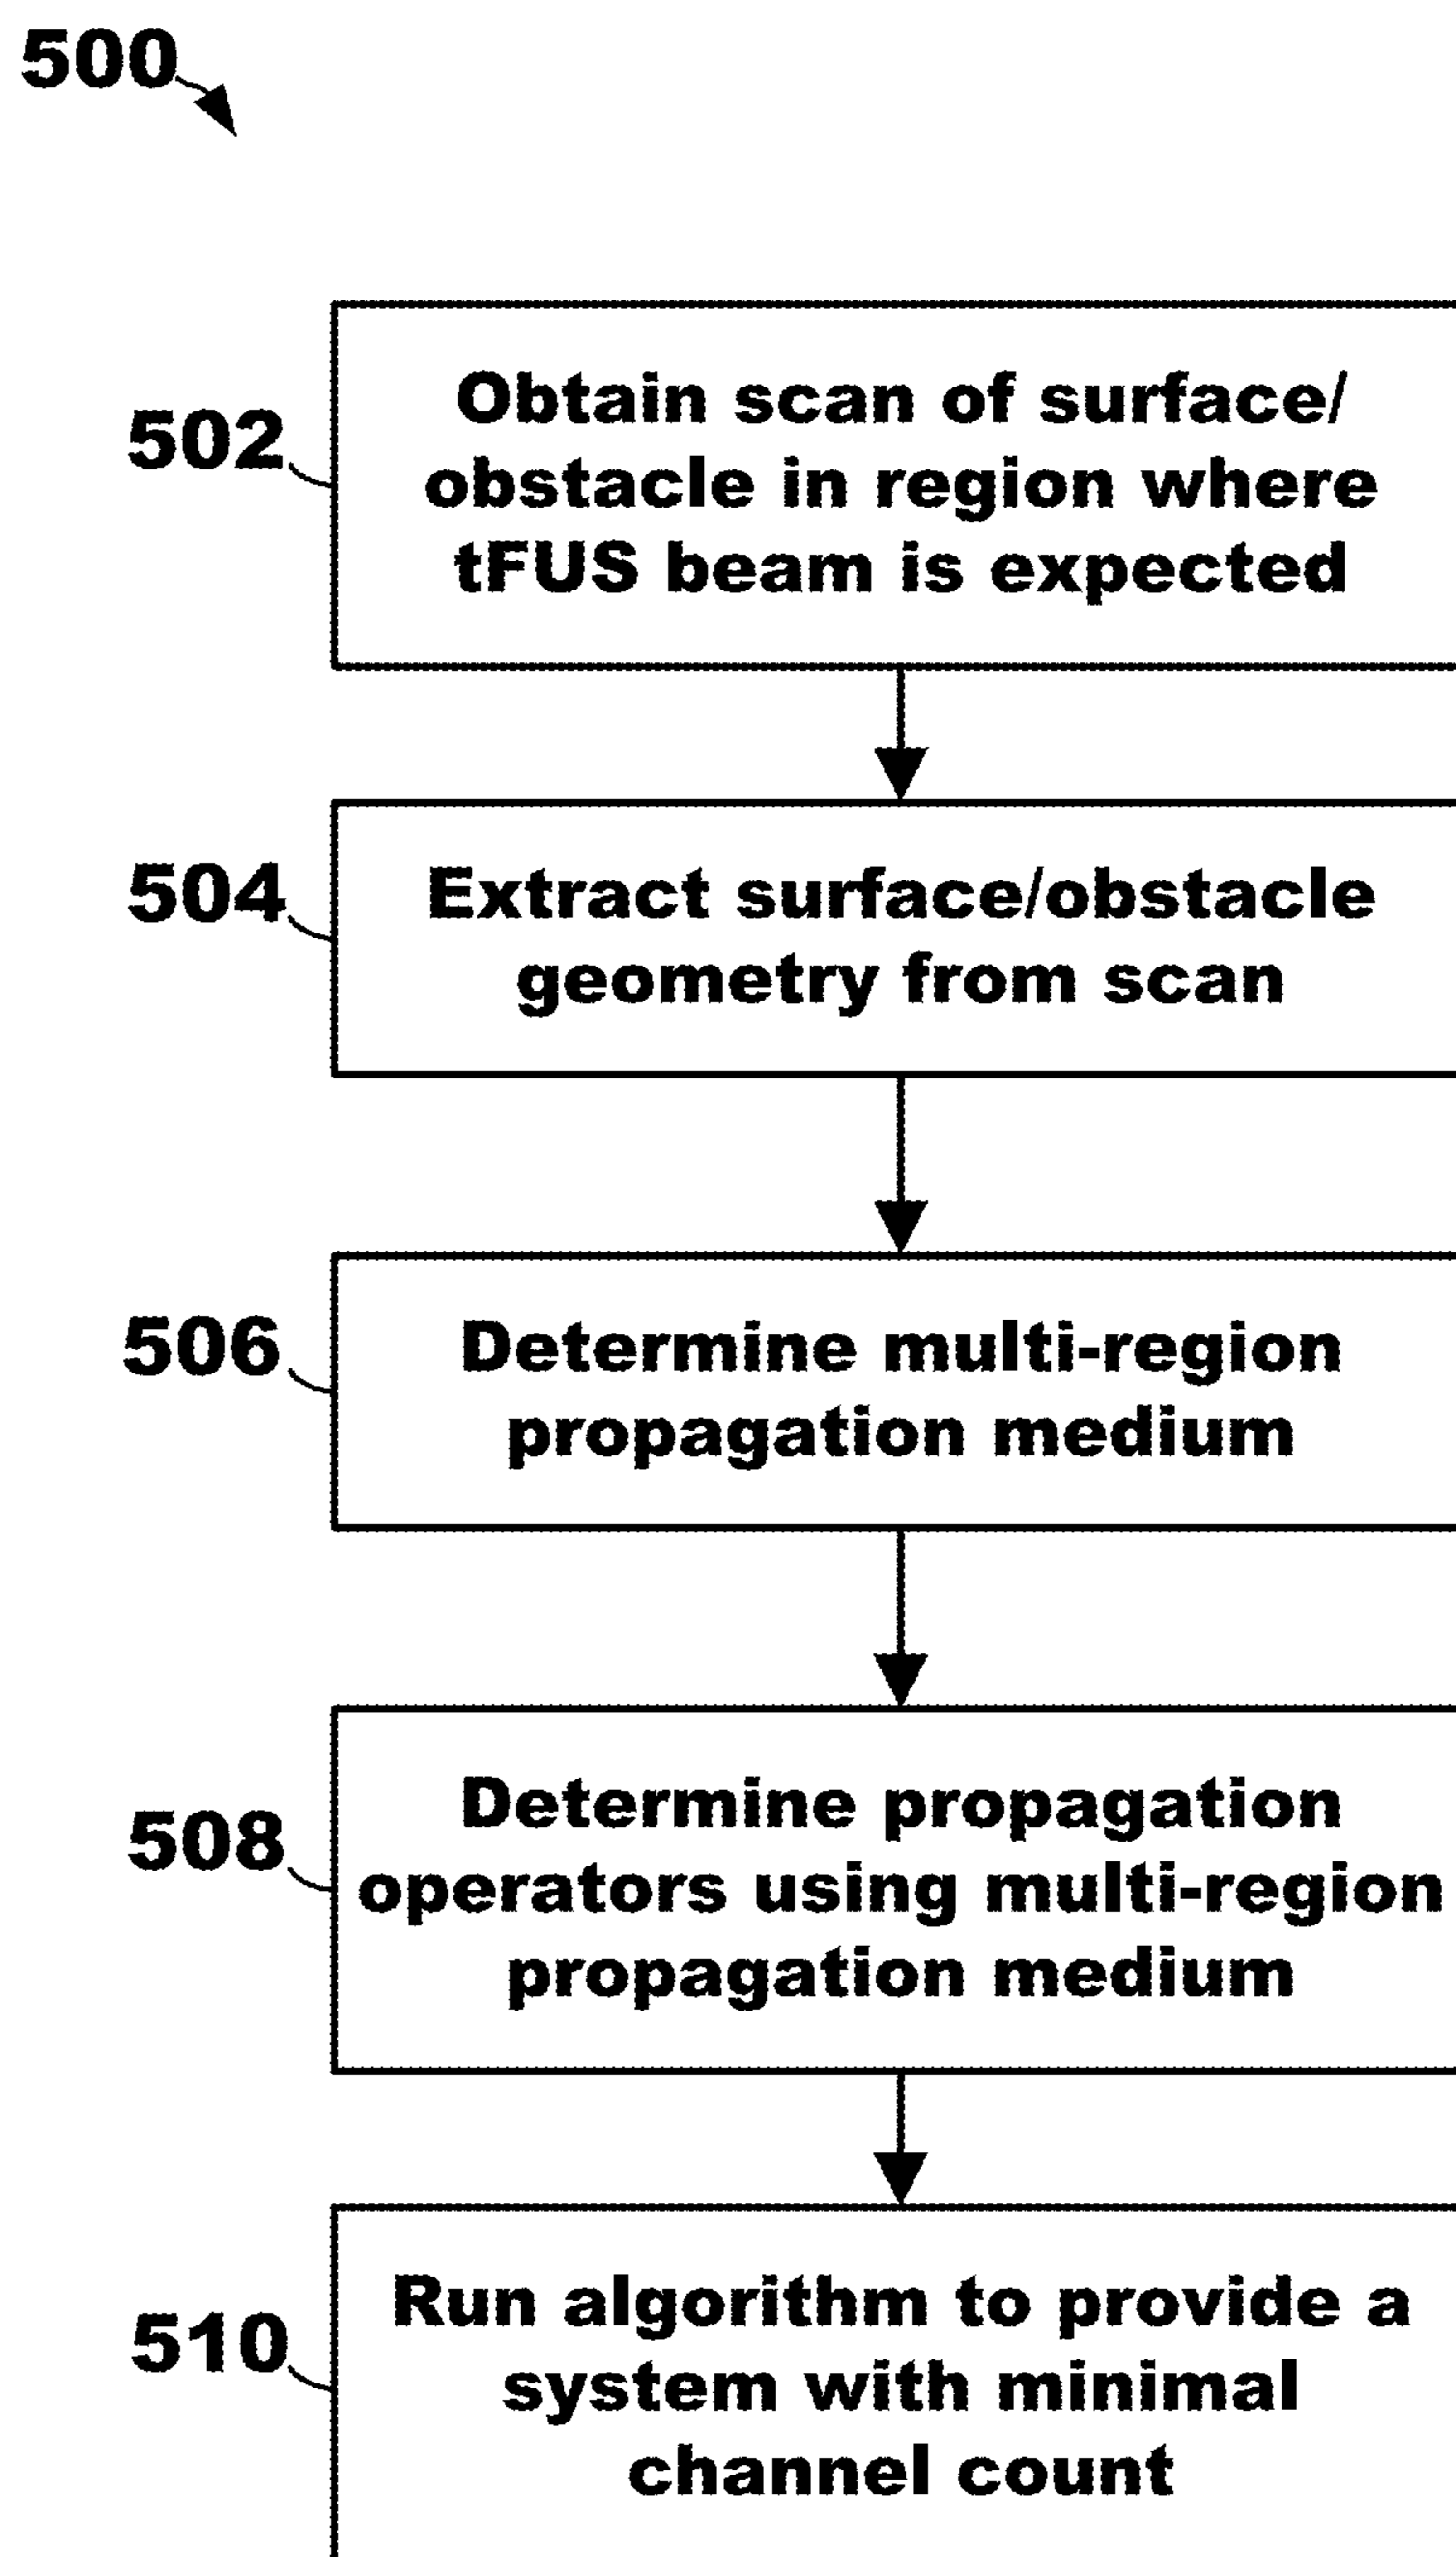 500
502
Obtain scan of surface/
obstacle in region where
tFUS beam is expected
504
Extract surface/obstacle
geometry from scan
506
Determine multi-region
propagation medium
508
Determine propagation
operators using multi-region
propagation medium
510
Run algorithm to provide a
system with minimal
channel count